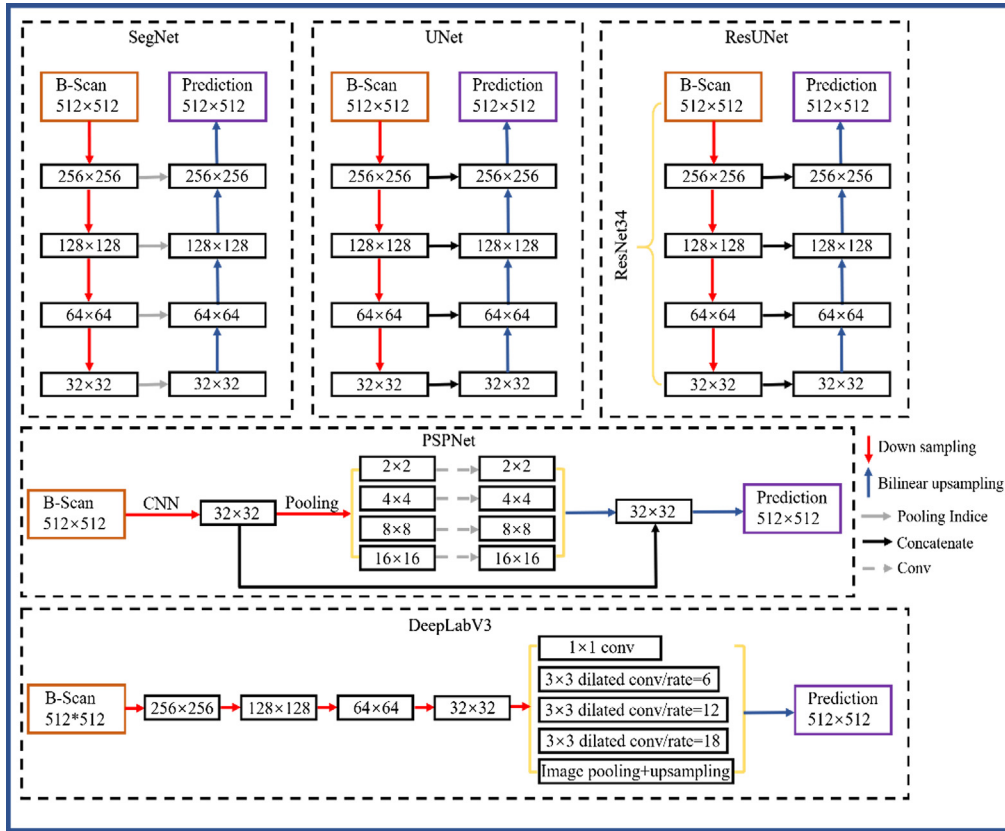 SegNet
B-Scan
512×512
Prediction
512×512
256×256
256×256
128×128
128×128
64×64
64×64
32×32
32×32
UNet
B-Scan
512×512
Prediction
512×512
256×256
256×256
128×128
128×128
64×64
64×64
32×32
32×32
ResUNet
B-Scan
512×512
Prediction
512×512
ResNet34
256×256
256×256
128×128
128×128
64×64
64×64
32×32
32×32
PSPNet
B-Scan
512×512
CNN
32×32
Pooling
2×2
2×2
4×4
4×4
8×8
8×8
16×16
16×16
32×32
Prediction
512×512
Down sampling
Bilinear upsampling
Pooling Indice
Concatenate
Conv
DeepLabV3
B-Scan
512*512
256×256
128×128
64×64
32×32
1×1 conv
3×3 dilated conv/rate=6
3×3 dilated conv/rate=12
3×3 dilated conv/rate=18
Image pooling+upsampling
Prediction
512×512